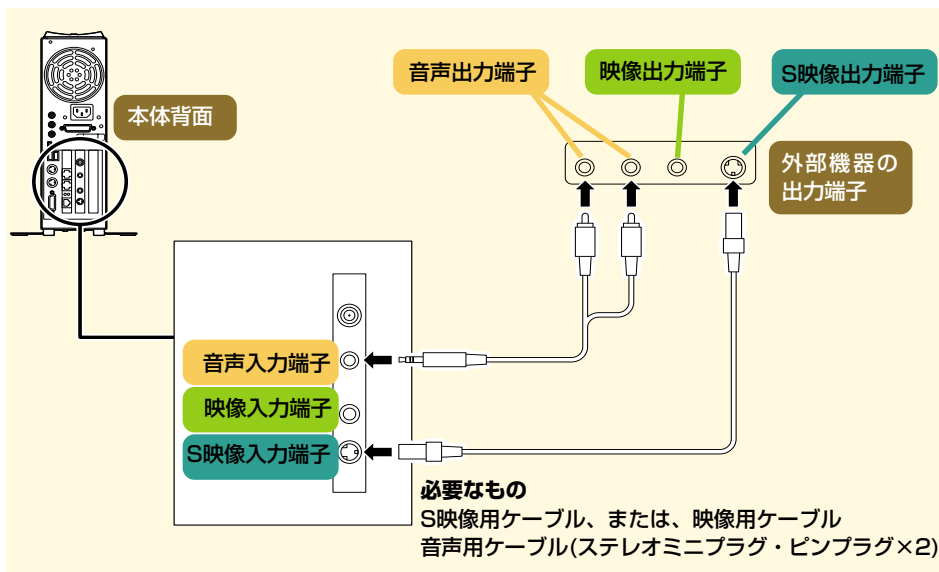 音声出力端子
映像出力端子
S映像出力端子
本体背面
外部機器の
出力端子
音声入力端子
映像入力端子
S映像入力端子
必要なもの
S映像用ケーブル、または、映像用ケーブル
音声用ケーブル(ステレオミニプラグ・ピンプラグ×2)